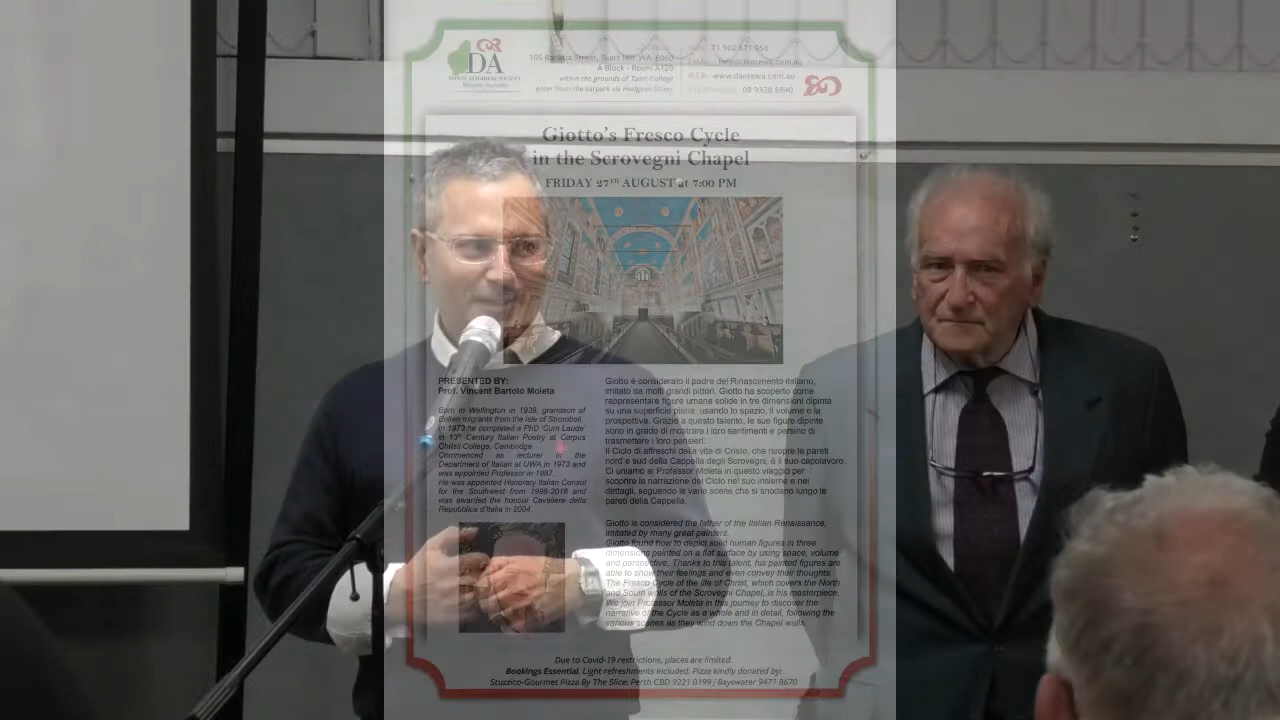 DA
DANTE ALIGHIERI SOCIETY
105 Banksia Street, Tuart Hill, WA, 6060
A Block - Room A120
within the grounds of Tuart College
enter from the carpark via Hodgson Street
71 902 671 056
info@dantewa.com.au
WEB: www.dantewa.com.au
08 9328 8840
Giotto's Fresco Cycle
in the Scrovegni Chapel
FRIDAY 27TH AUGUST at 7:00 PM
PRESENTED BY:
Prof. Vincent Bartolo Moleta
Born in Wellington in 1939, grandson of
Eolian migrants from the isle of Stromboli.
In 1973 he completed a PhD 'Cum Laude'
in 13th Century Italian Poetry at Corpus
Christi College, Cambridge.
Commenced as lecturer in the
Department of Italian at UWA in 1973 and
was appointed Professor in 1987.
He was appointed Honorary Italian Consul
for the Southwest from 1998-2016 and
was awarded the honour Cavaliere della
Repubblica d'Italia in 2004.
Giotto è considerato il padre del Rinascimento italiano,
imitato da molti grandi pittori. Giotto ha scoperto come
rappresentare figure umane solide in tre dimensioni dipinte
su una superficie piana, usando lo spazio, il volume e la
prospettiva. Grazie a questo talento, le sue figure dipinte
sono in grado di mostrare i loro sentimenti e persino di
trasmettere i loro pensieri.
Il Ciclo di affreschi della vita di Cristo, che ricopre le pareti
nord e sud della Cappella degli Scrovegni, è il suo capolavoro.
Ci uniamo al Professor Moleta in questo viaggio per
scoprire la narrazione del Ciclo nel suo insieme e nei
dettagli, seguendo le varie scene che si snodano lungo le
pareti della Cappella.
Giotto is considered the father of the Italian Renaissance,
imitated by many great painters.
Giotto found how to depict solid human figures in three
dimensions painted on a flat surface by using space, volume
and perspective. Thanks to this talent, his painted figures are
able to show their feelings and even convey their thoughts.
The Fresco Cycle of the life of Christ, which covers the North
and South walls of the Scrovegni Chapel, is his masterpiece.
We join Professor Moleta in this journey to discover the
narrative of the Cycle as a whole and in detail, following the
various scenes as they wind down the Chapel walls.
Due to Covid-19 restrictions, places are limited.
Bookings Essential. Light refreshments included. Pizza kindly donated by:
Stuzzico-Gourmet Pizza By The Slice: Perth CBD 9221 0199 / Bayswater 9471 8670